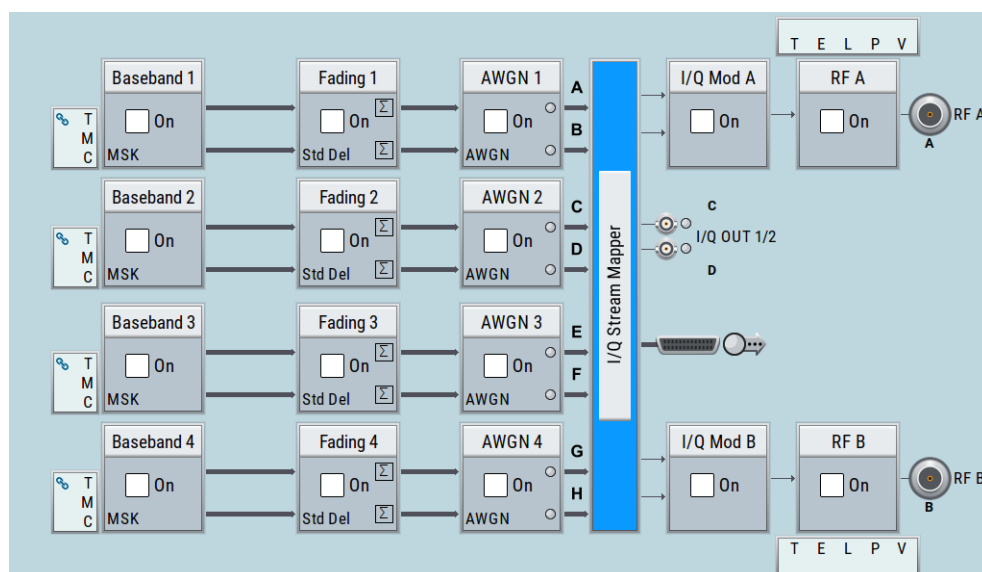 T E L P V
Baseband 1
Fading 1
AWGN 1
I/Q Mod A
RF A
T
M
C
On
MSK
On
Σ
Σ
Std Del
On
AWGN
A
B
On
On
RF A
A
Baseband 2
Fading 2
AWGN 2
T
M
C
On
MSK
On
Σ
Σ
Std Del
On
AWGN
C
D
C
I/Q OUT 1/2
D
I/Q Stream Mapper
Baseband 3
Fading 3
AWGN 3
T
M
C
On
MSK
On
Σ
Σ
Std Del
On
AWGN
E
F
Baseband 4
Fading 4
AWGN 4
I/Q Mod B
RF B
T
M
C
On
MSK
On
Σ
Σ
Std Del
On
AWGN
G
H
On
On
RF B
B
T E L P V